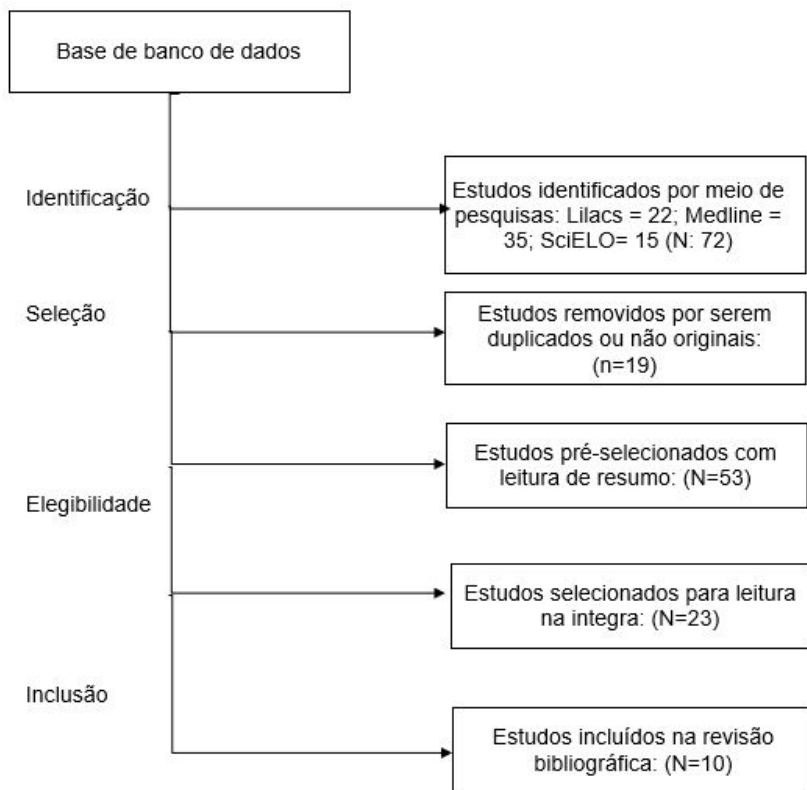 Base de banco de dados
Identificação
Estudos identificados por meio de
pesquisas: Lilacs = 22; Medline =
35; SciELO= 15 (N: 72)
Seleção
Estudos removidos por serem
duplicados ou não originais:
(n=19)
Estudos pré-selecionados com
leitura de resumo: (N=53)
Elegibilidade
Estudos selecionados para leitura
na integra: (N=23)
Inclusão
Estudos incluídos na revisão
bibliográfica: (N=10)